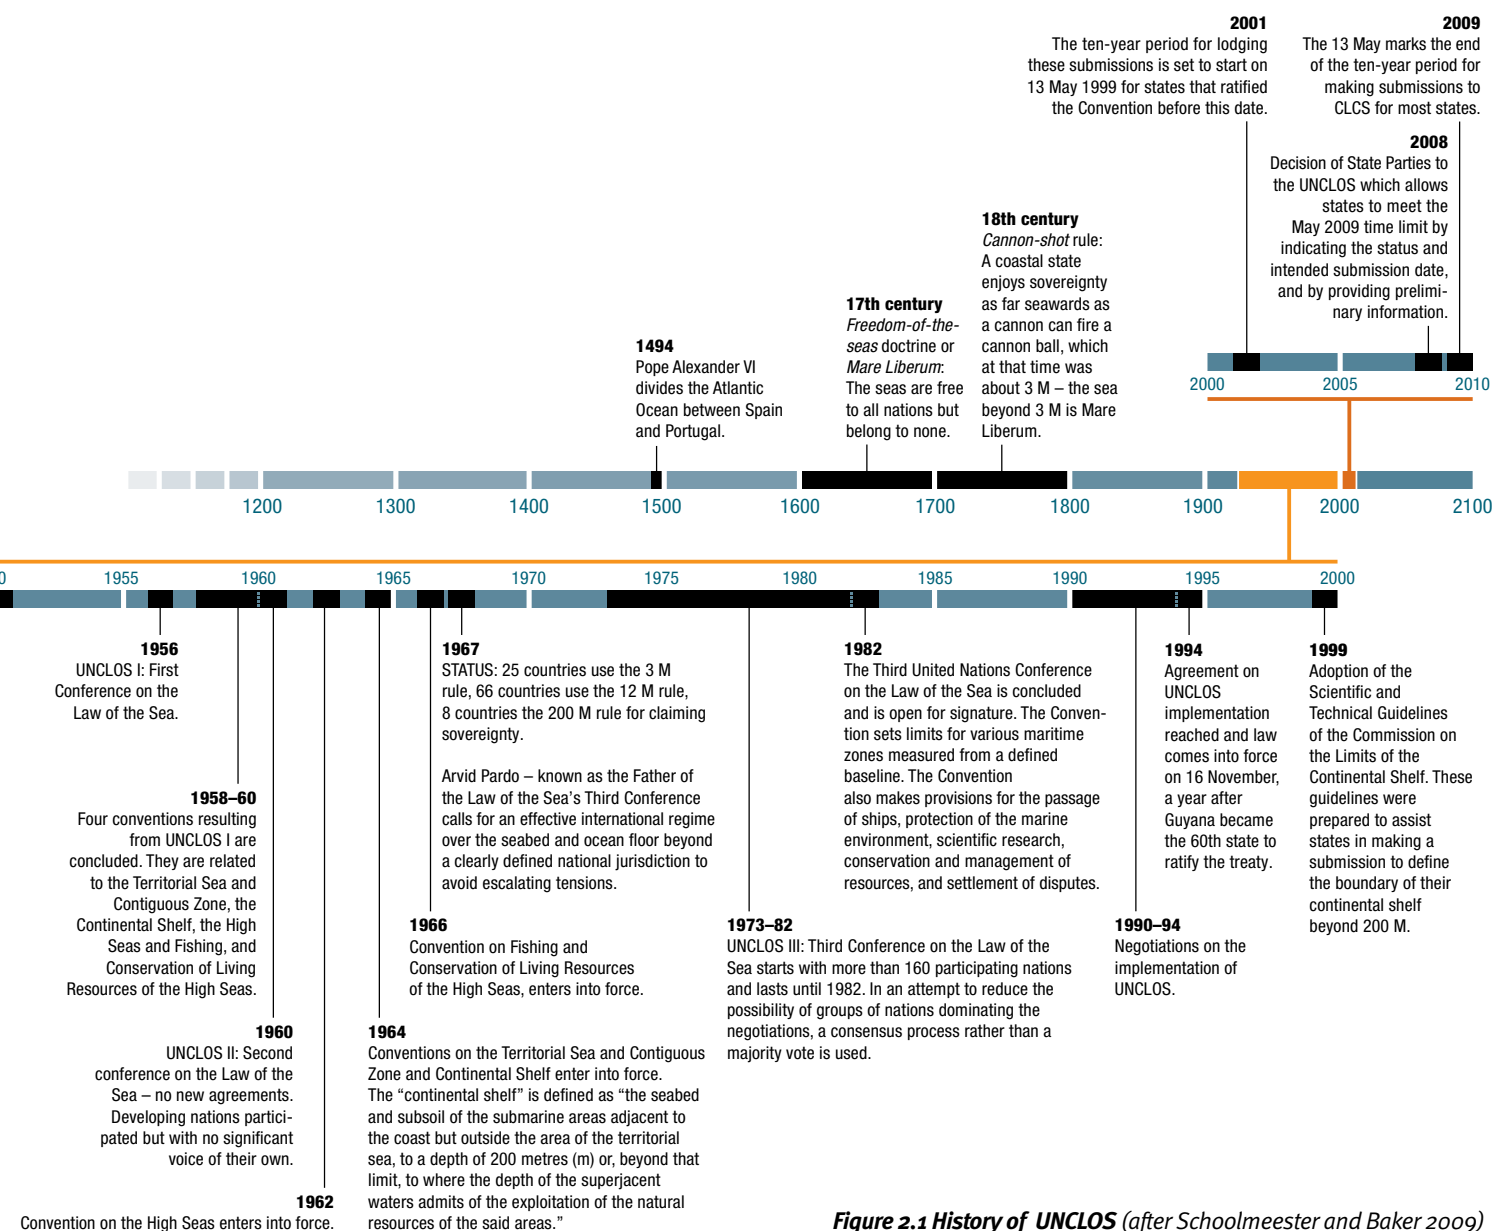 2001
The ten-year period for lodging
these submissions is set to start on
13 May 1999 for states that ratified
the Convention before this date.
2009
The 13 May marks the end
of the ten-year period for
making submissions to
CLCS for most states.
2008
Decision of State Parties to
the UNCLOS which allows
states to meet the
May 2009 time limit by
indicating the status and
intended submission date,
and by providing prelimi-
nary information.
18th century
Cannon-shot rule:
A coastal state
enjoys sovereignty
as far seawards as
a cannon can fire a
cannon ball, which
at that time was
about 3 M – the sea
beyond 3 M is Mare
Liberum.
17th century
Freedom-of-the-
seas doctrine or
Mare Liberum:
The seas are free
to all nations but
belong to none.
1494
Pope Alexander VI
divides the Atlantic
Ocean between Spain
and Portugal.
2000 2005 2010
1200 1300 1400 1500 1600 1700 1800 1900 2000 2100
0 1955 1960 1965 1970 1975 1980 1985 1990 1995 2000
1956
UNCLOS I: First
Conference on the
Law of the Sea.
1958–60
Four conventions resulting
from UNCLOS I are
concluded. They are related
to the Territorial Sea and
Contiguous Zone, the
Continental Shelf, the High
Seas and Fishing, and
Conservation of Living
Resources of the High Seas.
1960
UNCLOS II: Second
conference on the Law of the
Sea – no new agreements.
Developing nations partici-
pated but with no significant
voice of their own.
1962
Convention on the High Seas enters into force.
1964
Conventions on the Territorial Sea and Contiguous
Zone and Continental Shelf enter into force.
The “continental shelf” is defined as “the seabed
and subsoil of the submarine areas adjacent to
the coast but outside the area of the territorial
sea, to a depth of 200 metres (m) or, beyond that
limit, to where the depth of the superjacent
waters admits of the exploitation of the natural
resources of the said areas.”
1966
Convention on Fishing and
Conservation of Living Resources
of the High Seas, enters into force.
1967
STATUS: 25 countries use the 3 M
rule, 66 countries use the 12 M rule,
8 countries the 200 M rule for claiming
sovereignty.
Arvid Pardo – known as the Father of
the Law of the Sea’s Third Conference
calls for an effective international regime
over the seabed and ocean floor beyond
a clearly defined national jurisdiction to
avoid escalating tensions.
1973–82
UNCLOS III: Third Conference on the Law of the
Sea starts with more than 160 participating nations
and lasts until 1982. In an attempt to reduce the
possibility of groups of nations dominating the
negotiations, a consensus process rather than a
majority vote is used.
1982
The Third United Nations Conference
on the Law of the Sea is concluded
and is open for signature. The Conven-
tion sets limits for various maritime
zones measured from a defined
baseline. The Convention
also makes provisions for the passage
of ships, protection of the marine
environment, scientific research,
conservation and management of
resources, and settlement of disputes.
1990–94
Negotiations on the
implementation of
UNCLOS.
1994
Agreement on
UNCLOS
implementation
reached and law
comes into force
on 16 November,
a year after
Guyana became
the 60th state to
ratify the treaty.
1999
Adoption of the
Scientific and
Technical Guidelines
of the Commission on
the Limits of the
Continental Shelf. These
guidelines were
prepared to assist
states in making a
submission to define
the boundary of their
continental shelf
beyond 200 M.
Figure 2.1 History of UNCLOS (after Schoolmeester and Baker 2009)